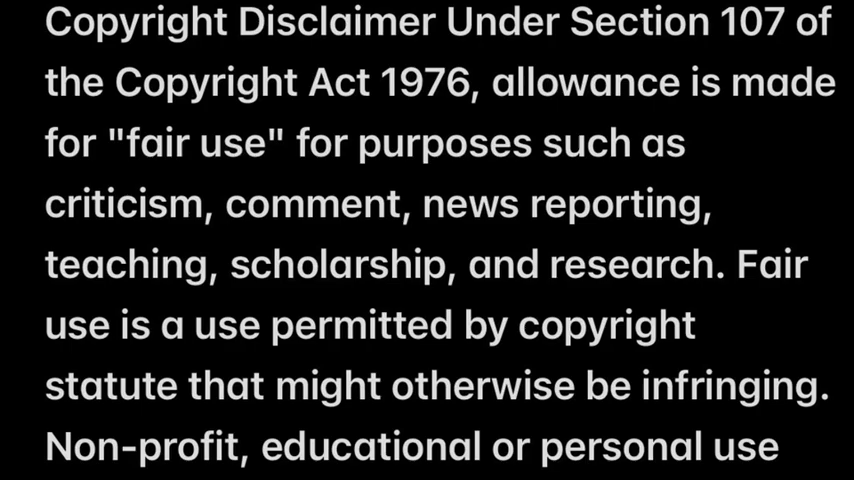 Copyright Disclaimer Under Section 107 of
the Copyright Act 1976, allowance is made
for "fair use" for purposes such as
criticism, comment, news reporting,
teaching, scholarship, and research. Fair
use is a use permitted by copyright
statute that might otherwise be infringing.
Non-profit, educational or personal use